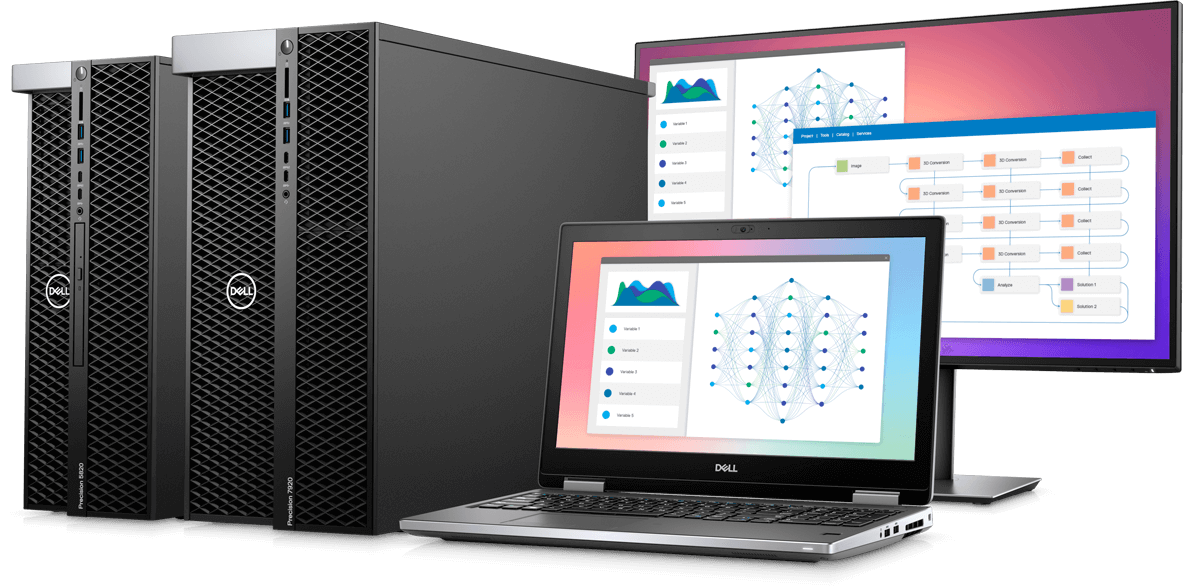 DELL
Precision 5820
DELL
Precision 7920
Variable 1
Variable 2
Variable 3
Variable 4
Variable 5
Project | Tools | Catalog | Services
Image
3D Conversion
3D Conversion
Collect
3D Conversion
3D Conversion
Collect
3D Conversion
Collect
3D Conversion
Collect
Analyze
Solution 1
Solution 2
Variable 1
Variable 2
Variable 3
Variable 4
Variable 5
DELL